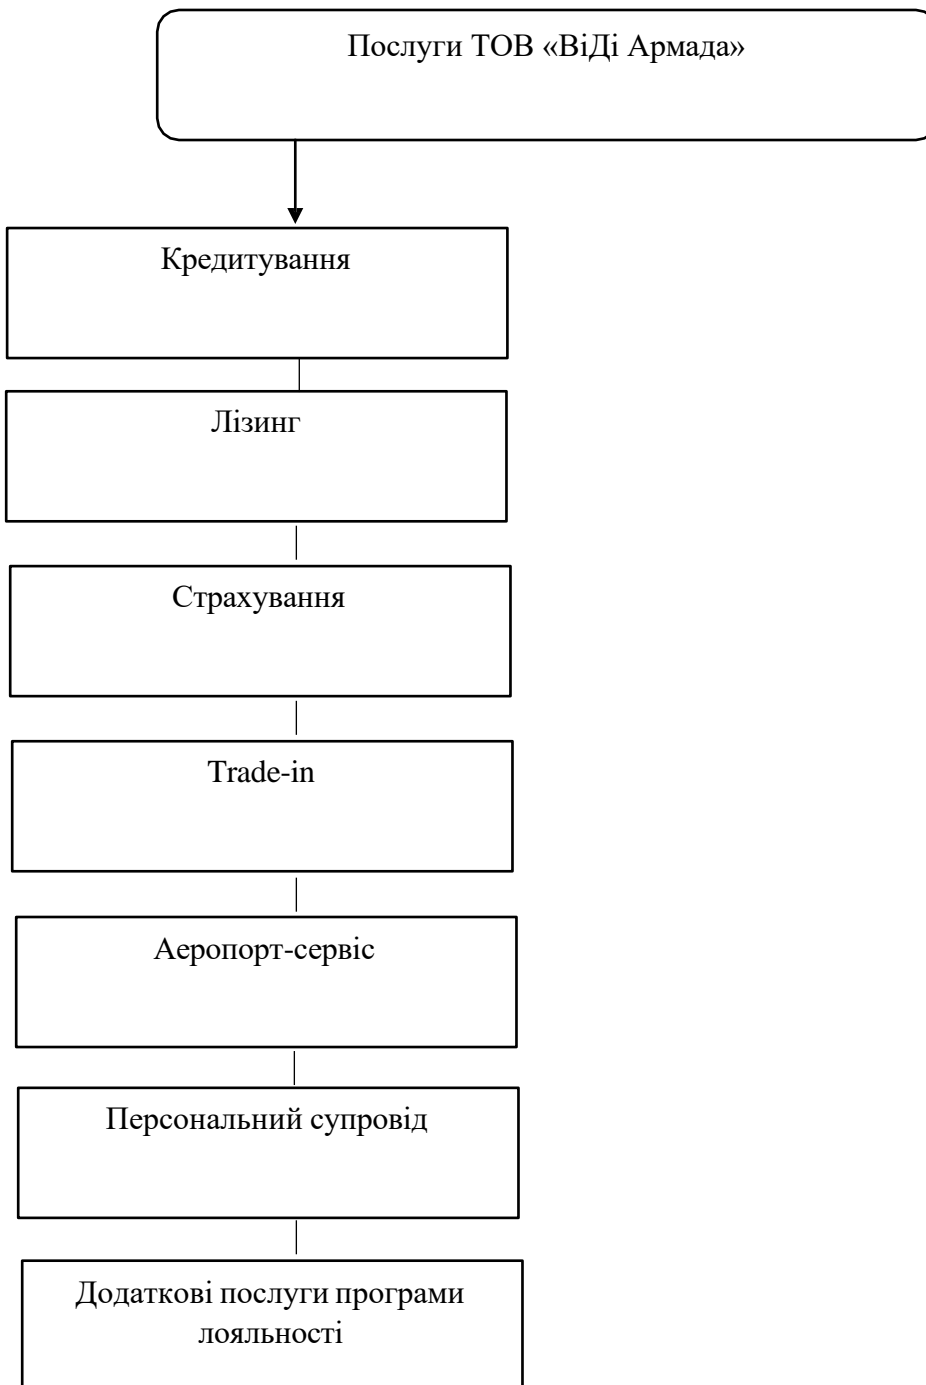 Послуги ТОВ «ВіДі Армада»
Кредитування
Лізинг
Страхування
Trade-in
Аеропорт-сервіс
Персональний супровід
Додаткові послуги програми
лояльності